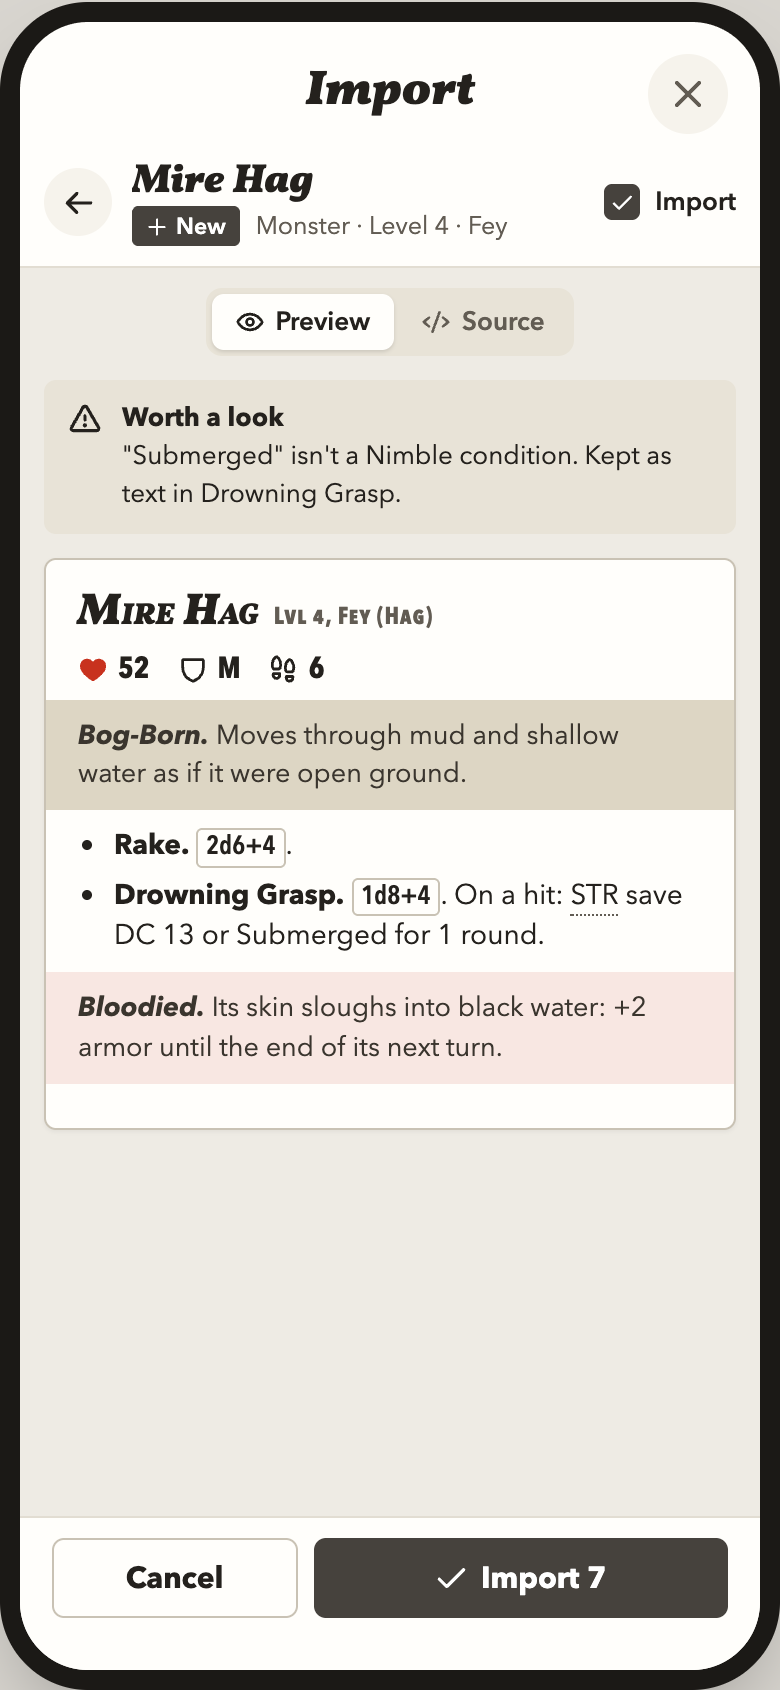 Import
Mire Hag
+ New Monster · Level 4 · Fey
Import
Preview
</> Source
Worth a look
"Submerged" isn't a Nimble condition. Kept as
text in Drowning Grasp.
Mire Hag Lvl 4, Fey (Hag)
52 M 6
Bog-Born. Moves through mud and shallow
water as if it were open ground.
• Rake. 2d6+4.
• Drowning Grasp. 1d8+4. On a hit: STR save
DC 13 or Submerged for 1 round.
Bloodied. Its skin sloughs into black water: +2
armor until the end of its next turn.
Cancel
Import 7